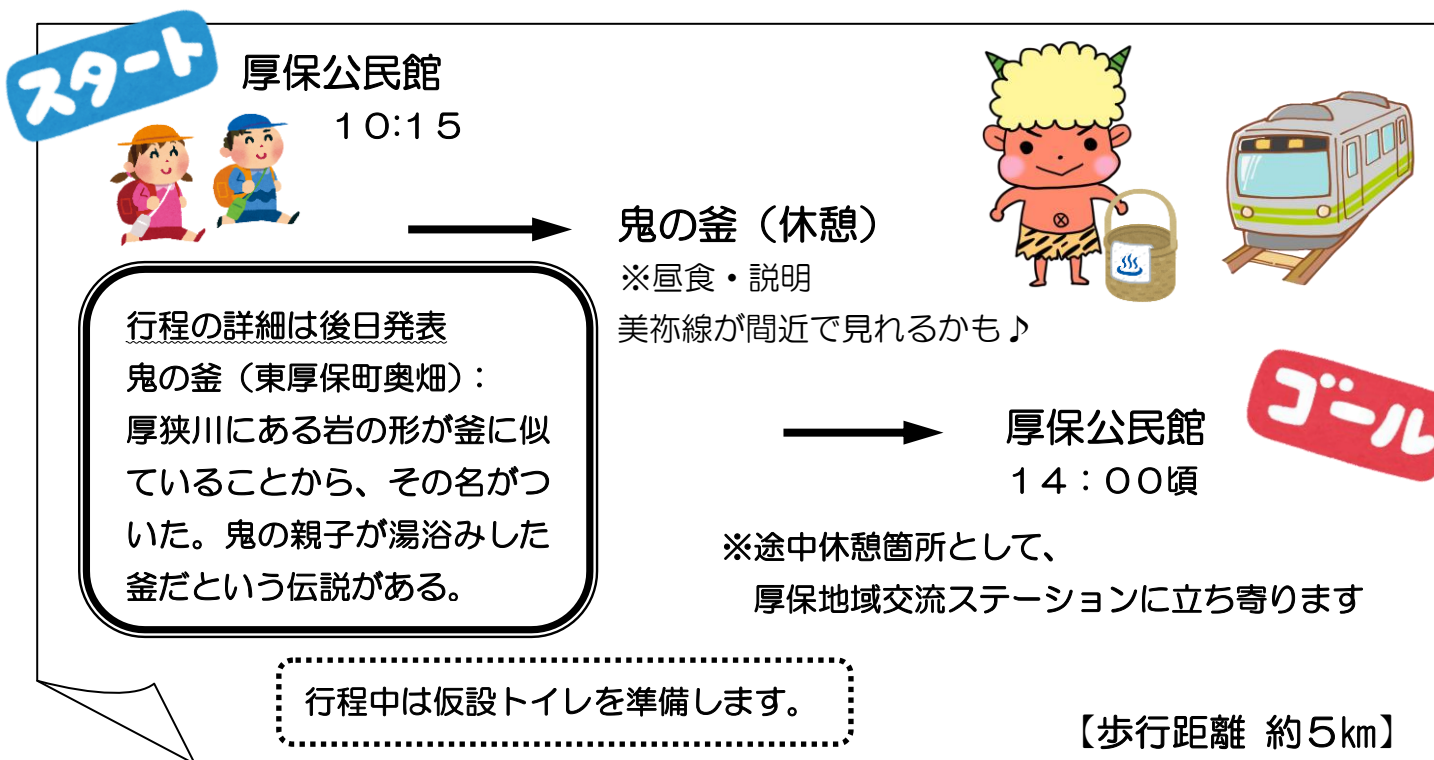 スタート
厚保公民館
１０:１５
鬼の釜（休憩）
※昼食・説明
美祢線が間近で見れるかも♪
行程の詳細は後日発表
鬼の釜（東厚保町奥畑）：
厚狭川にある岩の形が釜に似
ていることから、その名がつ
いた。鬼の親子が湯浴みした
釜だという伝説がある。
ゴール
厚保公民館
１４：００頃
※途中休憩箇所として、
厚保地域交流ステーションに立ち寄ります
行程中は仮設トイレを準備します。
【歩行距離 約５㎞】